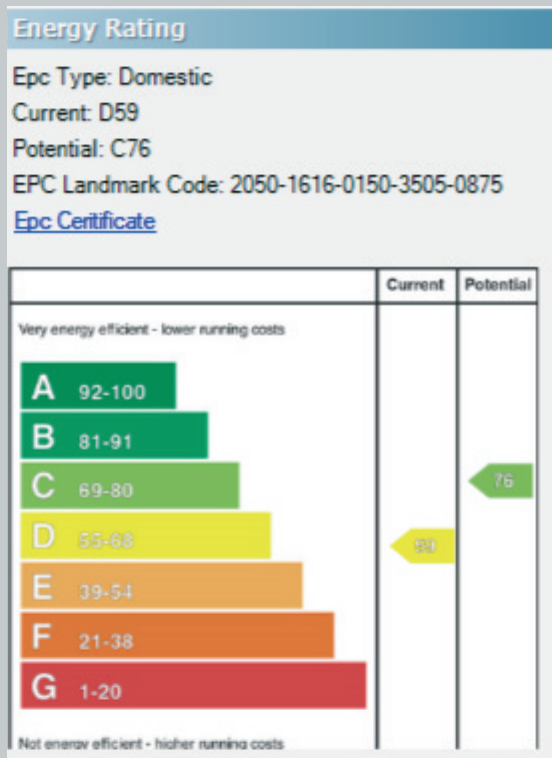 Energy Rating
Epc Type: Domestic
Current: D59
Potential: C76
EPC Landmark Code: 2050-1616-0150-3505-0875
Epc Ceritificate
Current Potential
Very energy efficient - lower running costs
A 92-100
B 81-91
C 69-80
76
D 55-68
59
E 39-54
F 21-38
G 1-20
Not energy efficient - higher running costs